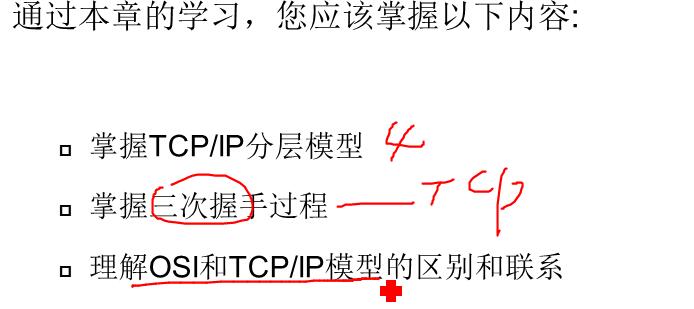 通过本章的学习，您应该掌握以下内容:
掌握TCP/IP分层模型 4
掌握三次握手过程 — TCP
理解OSI和TCP/IP模型的区别和联系